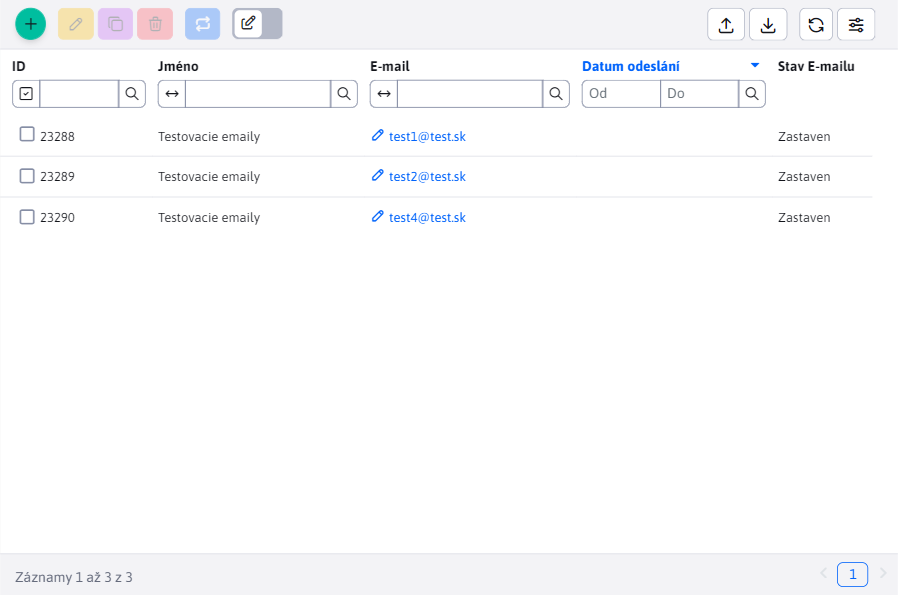 ID Jméno E-mail Datum odeslání Stav E-mailu
Od Do
23288 Testovacie emaily test1@test.sk Zastaven
23289 Testovacie emaily test2@test.sk Zastaven
23290 Testovacie emaily test4@test.sk Zastaven
Záznamy 1 až 3 z 3 1